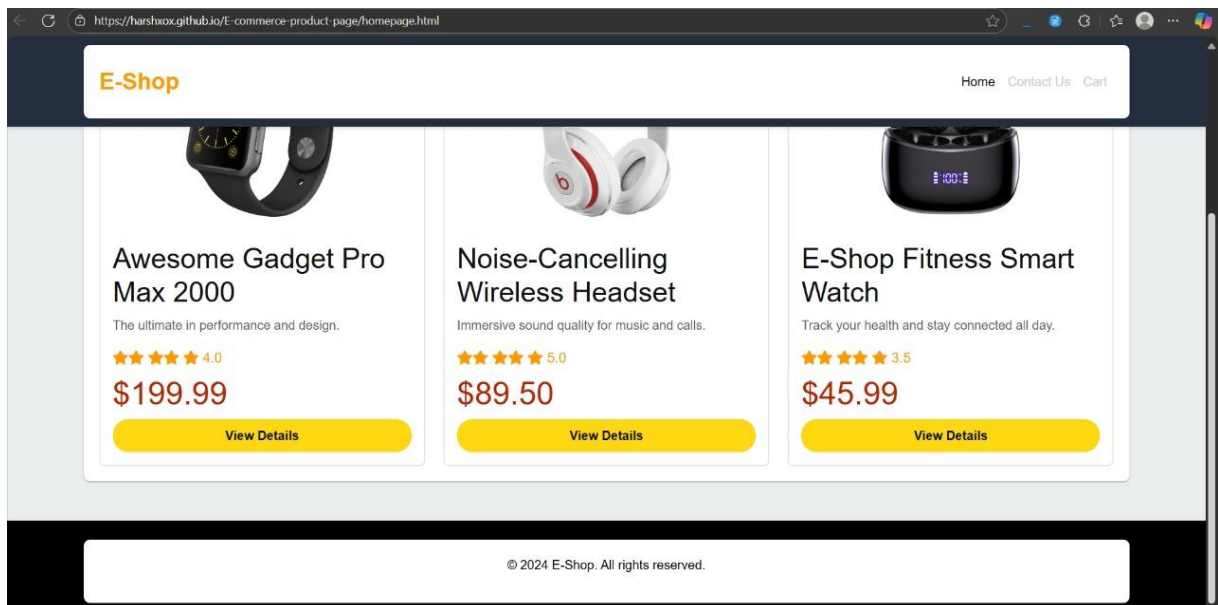 https://harshxox.github.io/E-commerce-product-page/homepage.html
E-Shop
Home Contact Us Cart
b
100
Awesome Gadget Pro
Max 2000
The ultimate in performance and design.
4.0
$199.99
View Details
Noise-Cancelling
Wireless Headset
Immersive sound quality for music and calls.
5.0
$89.50
View Details
E-Shop Fitness Smart
Watch
Track your health and stay connected all day.
3.5
$45.99
View Details
© 2024 E-Shop. All rights reserved.